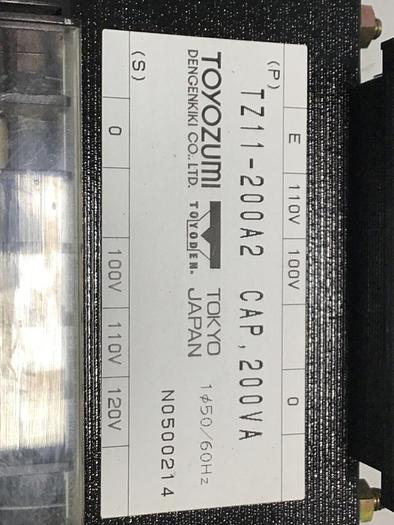 E 110V 100V 0
(P)
TZ11-200A2 CAP, 200VA
TOYOZUMI TOKYO
DENGENKIKI CO., LTD. TOYODEN. JAPAN
1φ50/60Hz
N0500214
(S)
0 100V 110V 120V